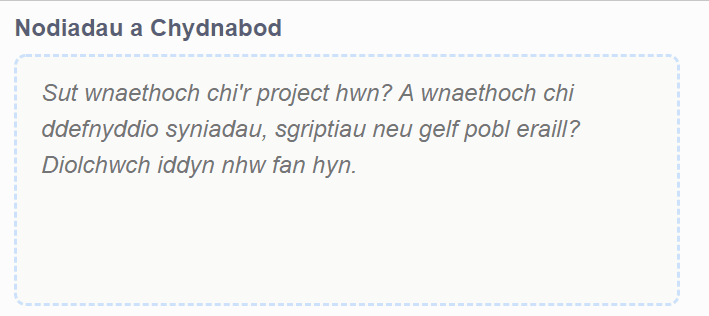 Nodiadau a Chydnabod
Sut wnaethoch chi'r project hwn? A wnaethoch chi
ddefnyddio syniadau, sgriptiau neu gelf pobl eraill?
Diolchwch iddyn nhw fan hyn.